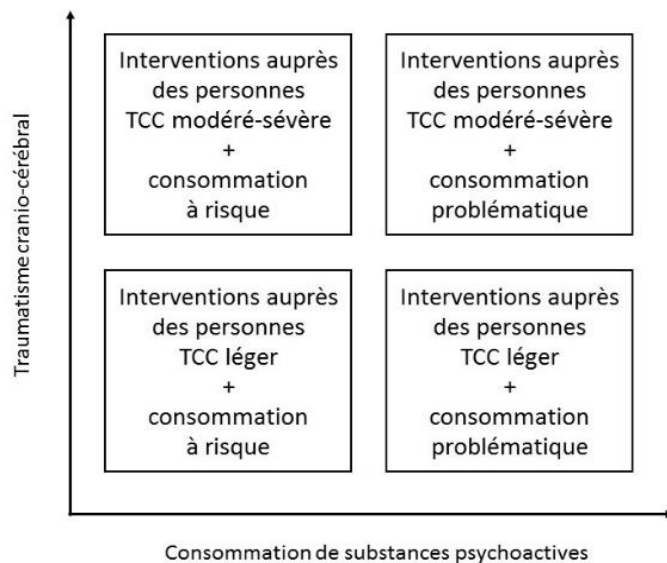 Traumatisme cranio-cérébral
Interventions auprès
des personnes
TCC modéré-sévère
+
consommation
à risque
Interventions auprès
des personnes
TCC modéré-sévère
+
consommation
problématique
Interventions auprès
des personnes
TCC léger
+
consommation
à risque
Interventions auprès
des personnes
TCC léger
+
consommation
problématique
Consommation de substances psychoactives